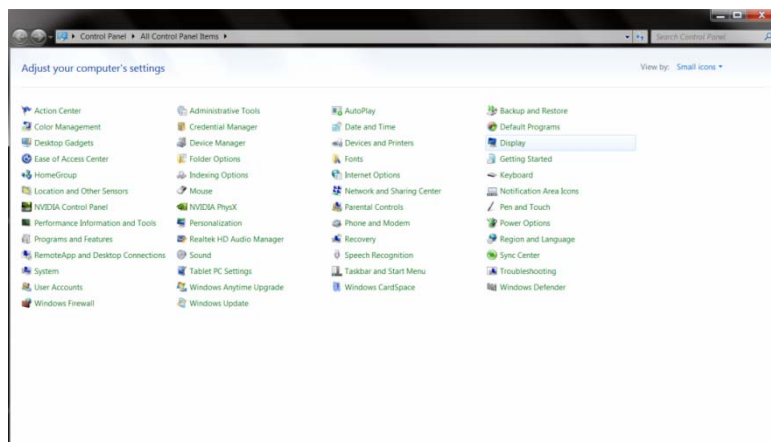 Control Panel All Control Panel Items Search Control Panel
Adjust your computer's settings View by: Small icons
Action Center Administrative Tools AutoPlay Backup and Restore
Color Management Credential Manager Date and Time Default Programs
Desktop Gadgets Device Manager Devices and Printers Display
Ease of Access Center Folder Options Fonts Getting Started
HomeGroup Indexing Options Internet Options Keyboard
Location and Other Sensors Mouse Network and Sharing Center Notification Area Icons
NVIDIA Control Panel NVIDIA PhysX Parental Controls Pen and Touch
Performance Information and Tools Personalization Phone and Modem Power Options
Programs and Features Realtek HD Audio Manager Recovery Region and Language
RemoteApp and Desktop Connections Sound Speech Recognition Sync Center
System Tablet PC Settings Taskbar and Start Menu Troubleshooting
User Accounts Windows Anytime Upgrade Windows CardSpace Windows Defender
Windows Firewall Windows Update